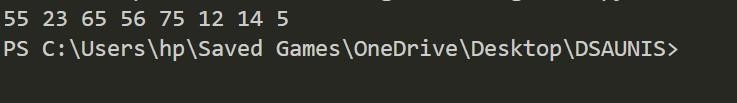 55 23 65 56 75 12 14 5
PS C:\Users\hp\Saved Games\OneDrive\Desktop\DSAUNIS>